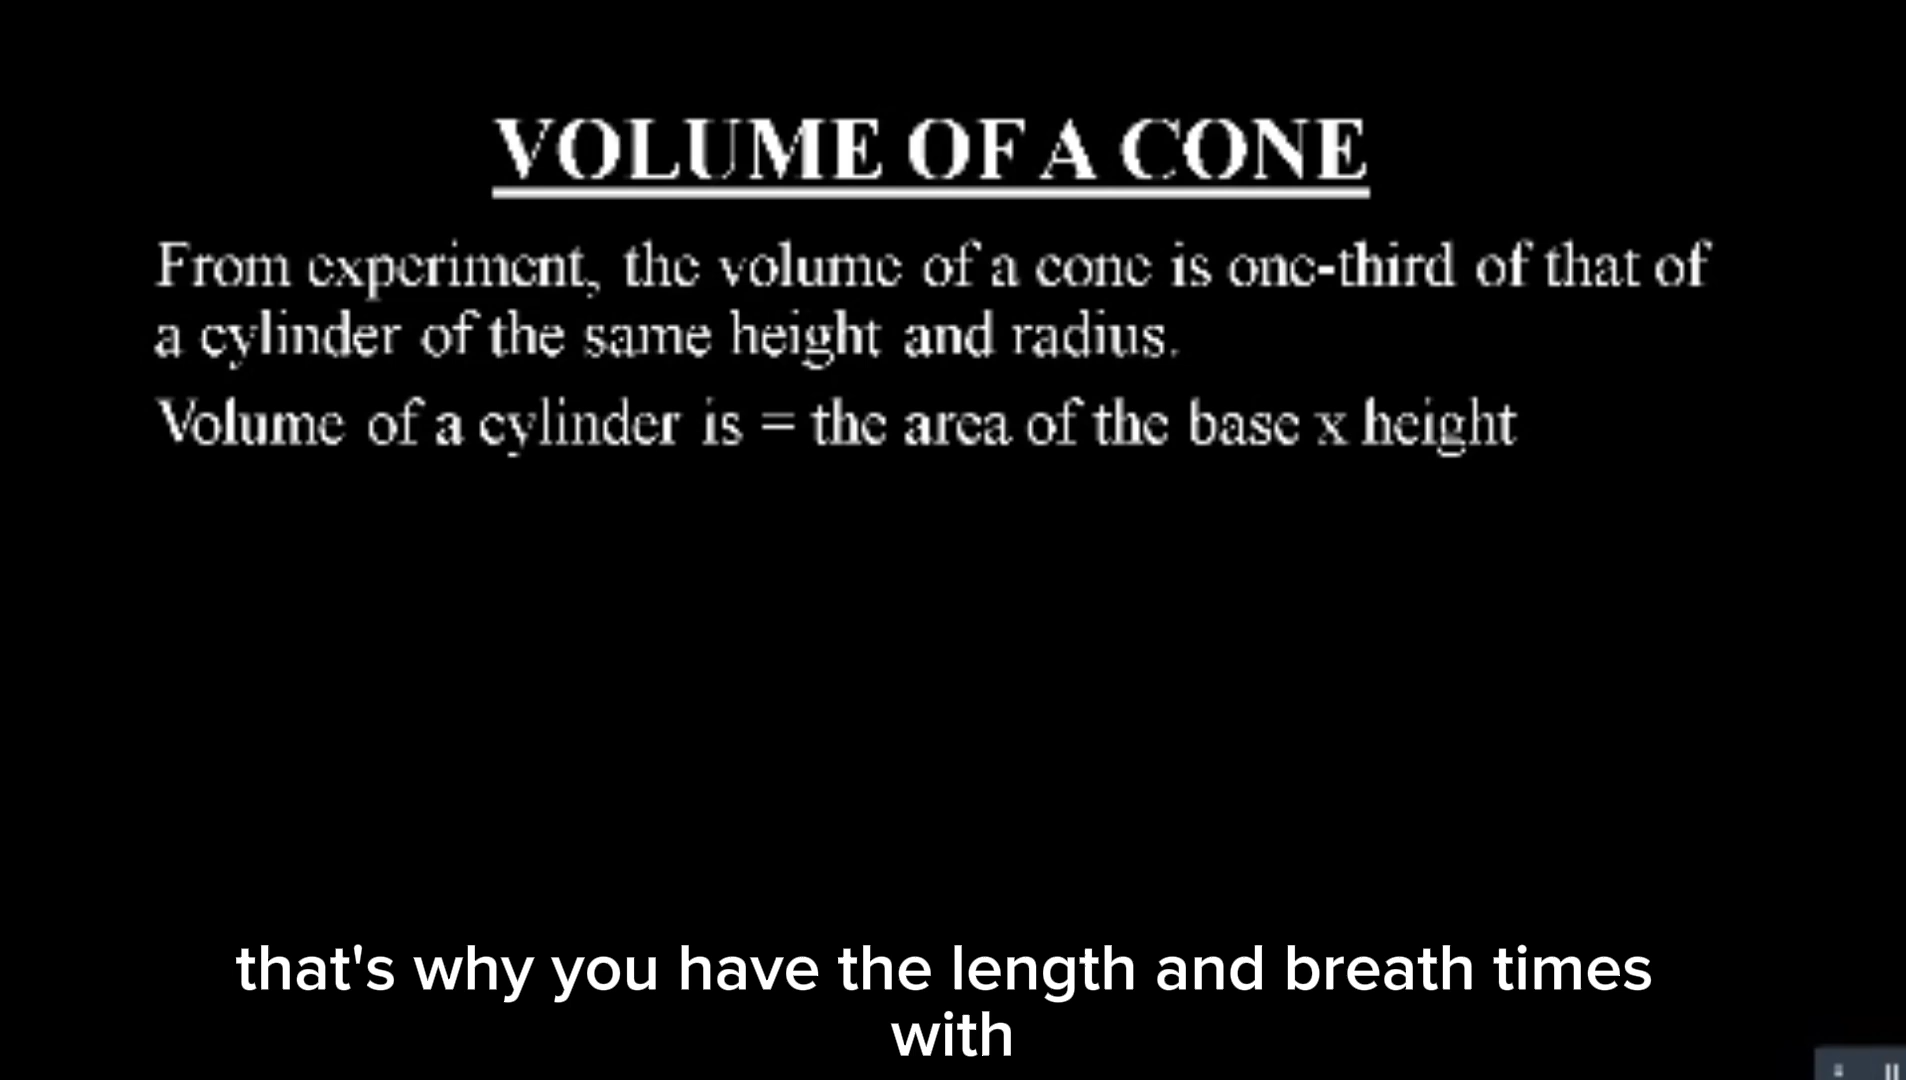 VOLUME OF A CONE
From experiment, the volume of a cone is one-third of that of
a cylinder of the same height and radius.
Volume of a cylinder is = the area of the base x height
that's why you have the length and breath times
with